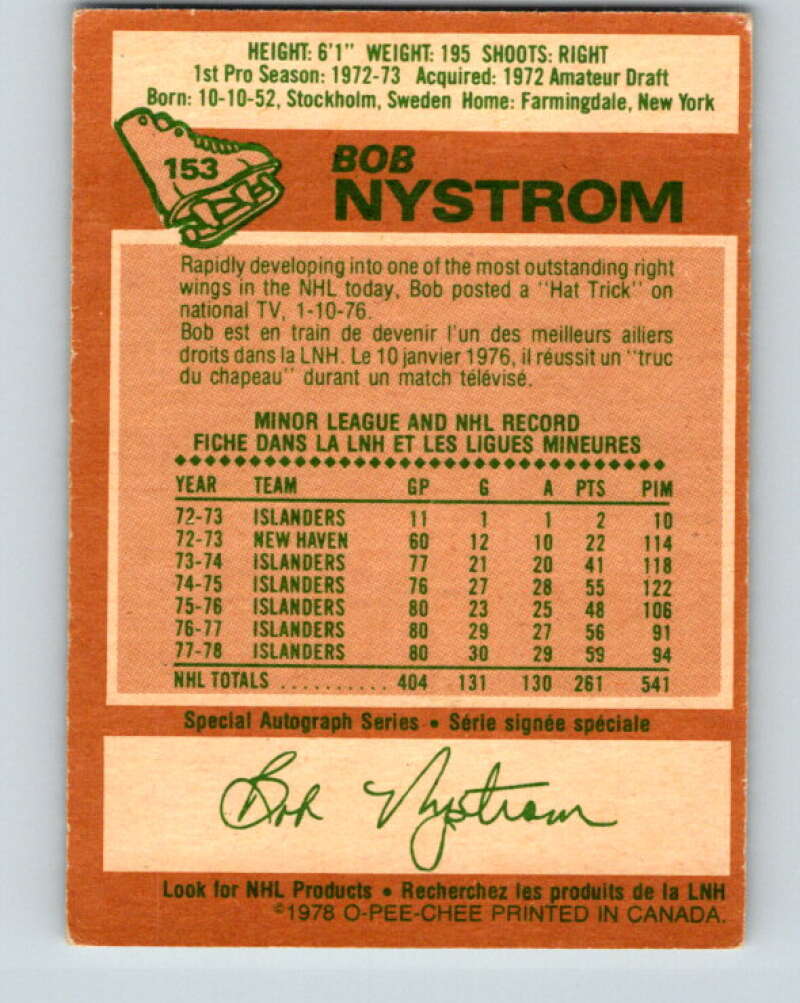 HEIGHT: 6'1" WEIGHT: 195 SHOOTS: RIGHT
1st Pro Season: 1972-73 Acquired: 1972 Amateur Draft
Born: 10-10-52, Stockholm, Sweden Home: Farmingdale, New York
153
BOB
NYSTROM
Rapidly developing into one of the most outstanding right
wings in the NHL today, Bob posted a "Hat Trick" on
national TV, 1-10-76.
Bob est en train de devenir l'un des meilleurs ailiers
droits dans la LNH. Le 10 janvier 1976, il réussit un "truc
du chapeau" durant un match télévisé.
MINOR LEAGUE AND NHL RECORD
FICHE DANS LA LNH ET LES LIGUES MINEURES
YEAR TEAM GP G A PTS PIM
72-73 ISLANDERS 11 1 1 2 10
72-73 NEW HAVEN 60 12 10 22 114
73-74 ISLANDERS 77 21 20 41 118
74-75 ISLANDERS 76 27 28 55 122
75-76 ISLANDERS 80 23 25 48 106
76-77 ISLANDERS 80 29 27 56 91
77-78 ISLANDERS 80 30 29 59 94
NHL TOTALS .......... 404 131 130 261 541
Special Autograph Series • Série signée spéciale
Bob Nystrom
Look for NHL Products • Recherchez les produits de la LNH
©1978 O-PEE-CHEE PRINTED IN CANADA.